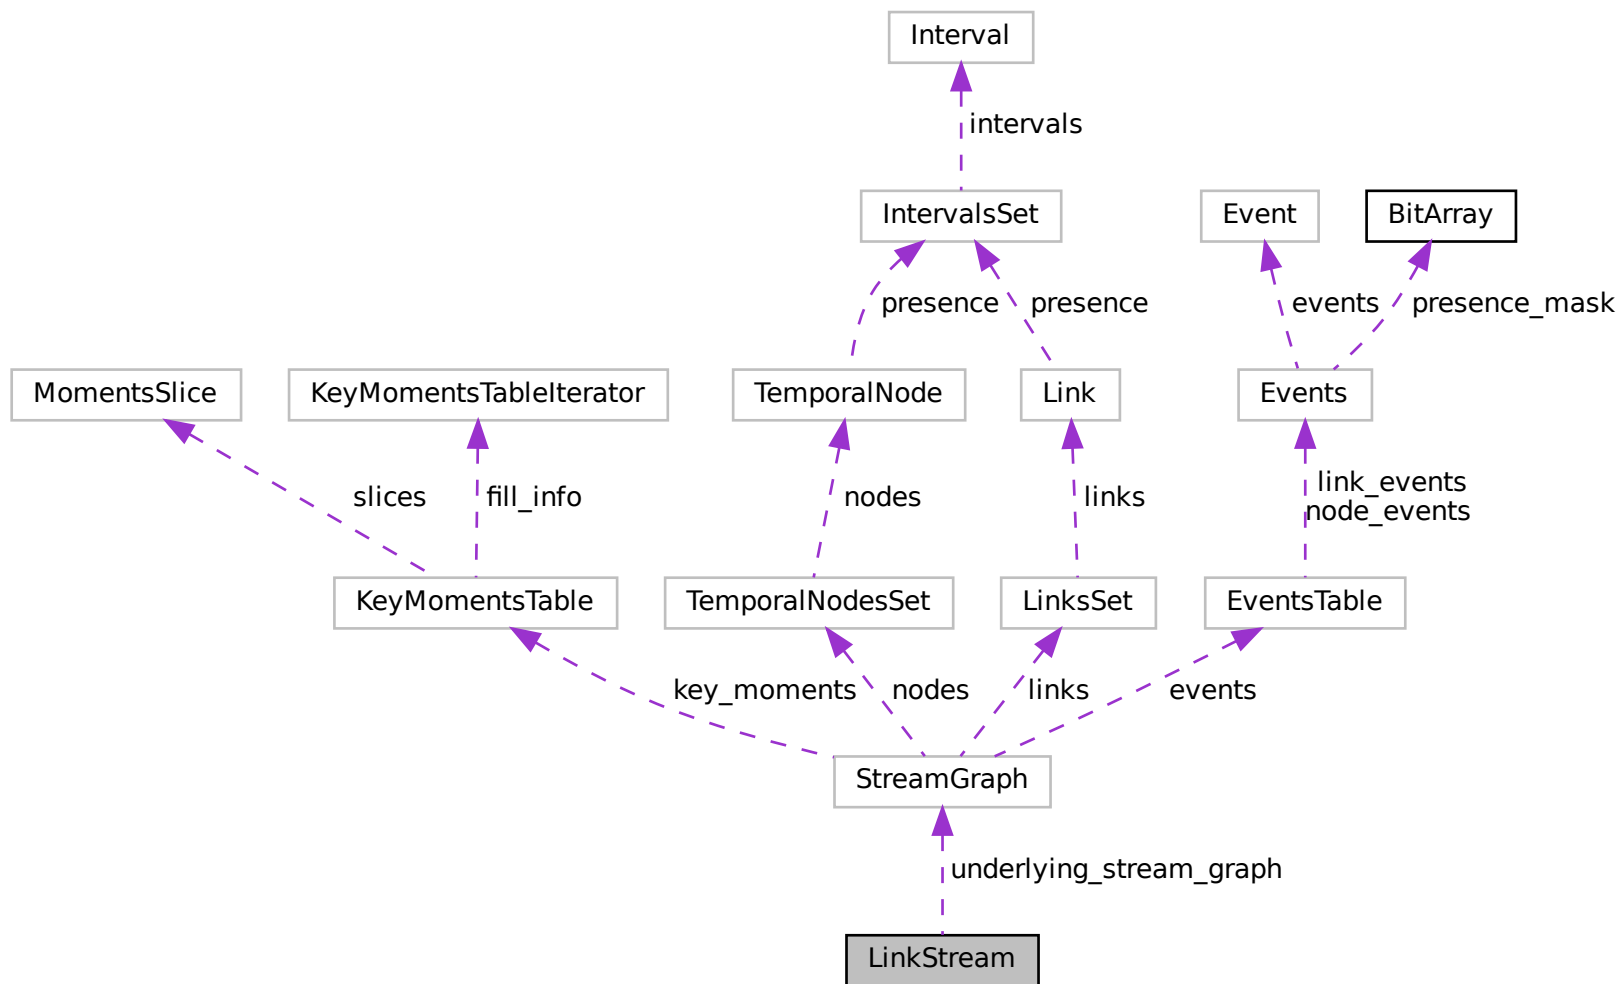 Interval
intervals
IntervalsSet
Event
BitArray
presence
presence
events
presence_mask
MomentsSlice
KeyMomentsTableIterator
TemporalNode
Link
Events
slices
fill_info
nodes
links
link_events
node_events
KeyMomentsTable
TemporalNodesSet
LinksSet
EventsTable
key_moments
nodes
links
events
StreamGraph
underlying_stream_graph
LinkStream